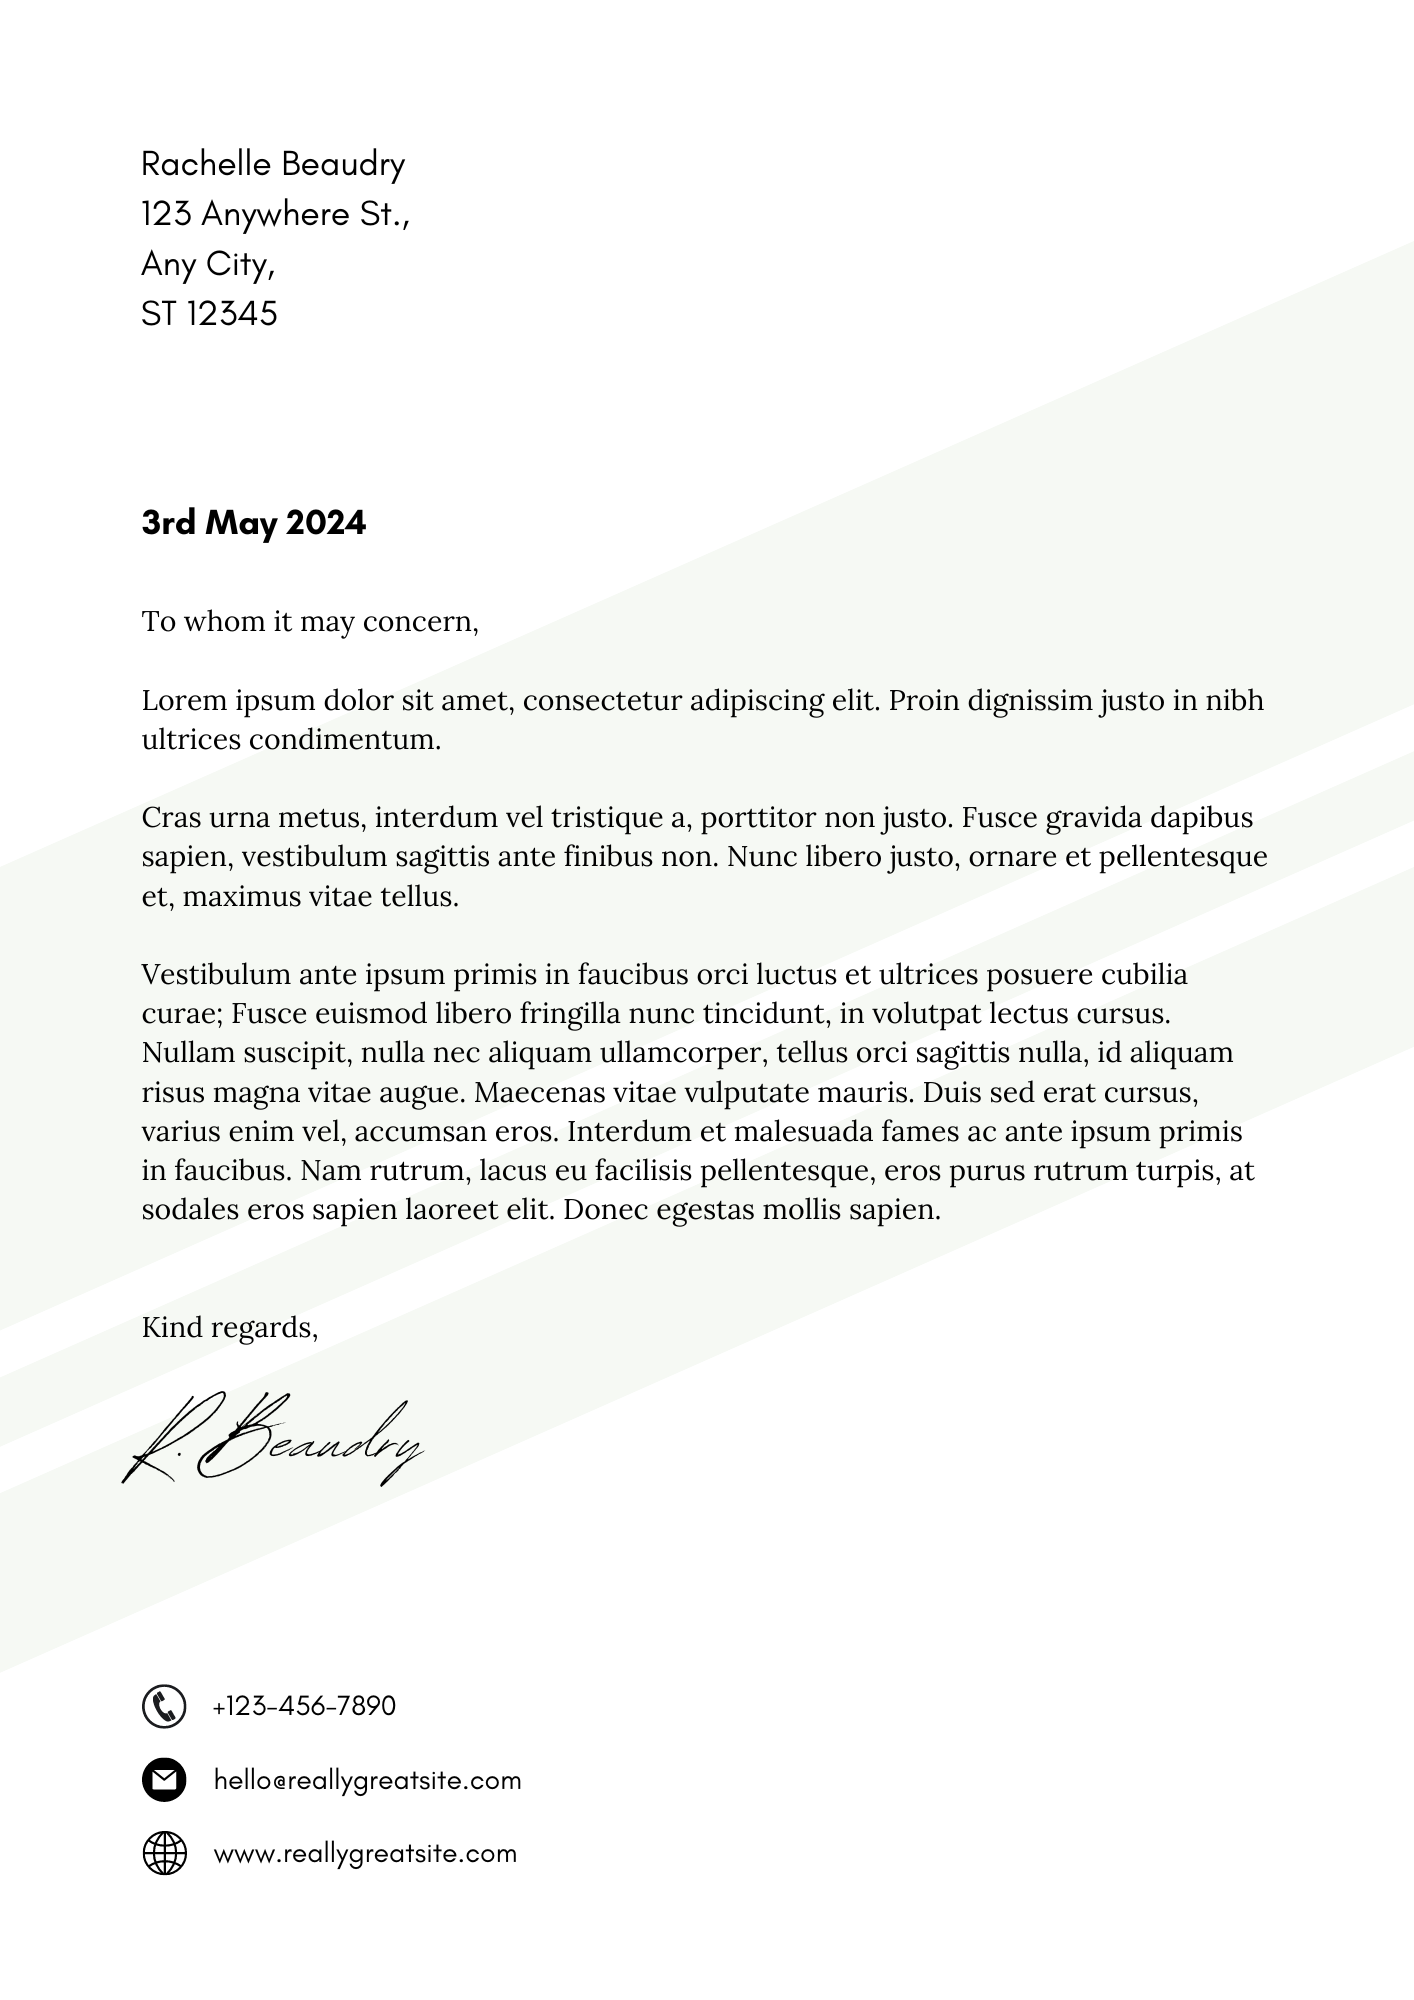 Rachelle Beaudry
123 Anywhere St.,
Any City,
ST 12345
3rd May 2024
To whom it may concern,
Lorem ipsum dolor sit amet, consectetur adipiscing elit. Proin dignissim justo in nibh
ultrices condimentum.
Cras urna metus, interdum vel tristique a, porttitor non justo. Fusce gravida dapibus
sapien, vestibulum sagittis ante finibus non. Nunc libero justo, ornare et pellentesque
et, maximus vitae tellus.
Vestibulum ante ipsum primis in faucibus orci luctus et ultrices posuere cubilia
curae; Fusce euismod libero fringilla nunc tincidunt, in volutpat lectus cursus.
Nullam suscipit, nulla nec aliquam ullamcorper, tellus orci sagittis nulla, id aliquam
risus magna vitae augue. Maecenas vitae vulputate mauris. Duis sed erat cursus,
varius enim vel, accumsan eros. Interdum et malesuada fames ac ante ipsum primis
in faucibus. Nam rutrum, lacus eu facilisis pellentesque, eros purus rutrum turpis, at
sodales eros sapien laoreet elit. Donec egestas mollis sapien.
Kind regards,
R. Beaudry
+123-456-7890
hello@reallygreatsite.com
www.reallygreatsite.com